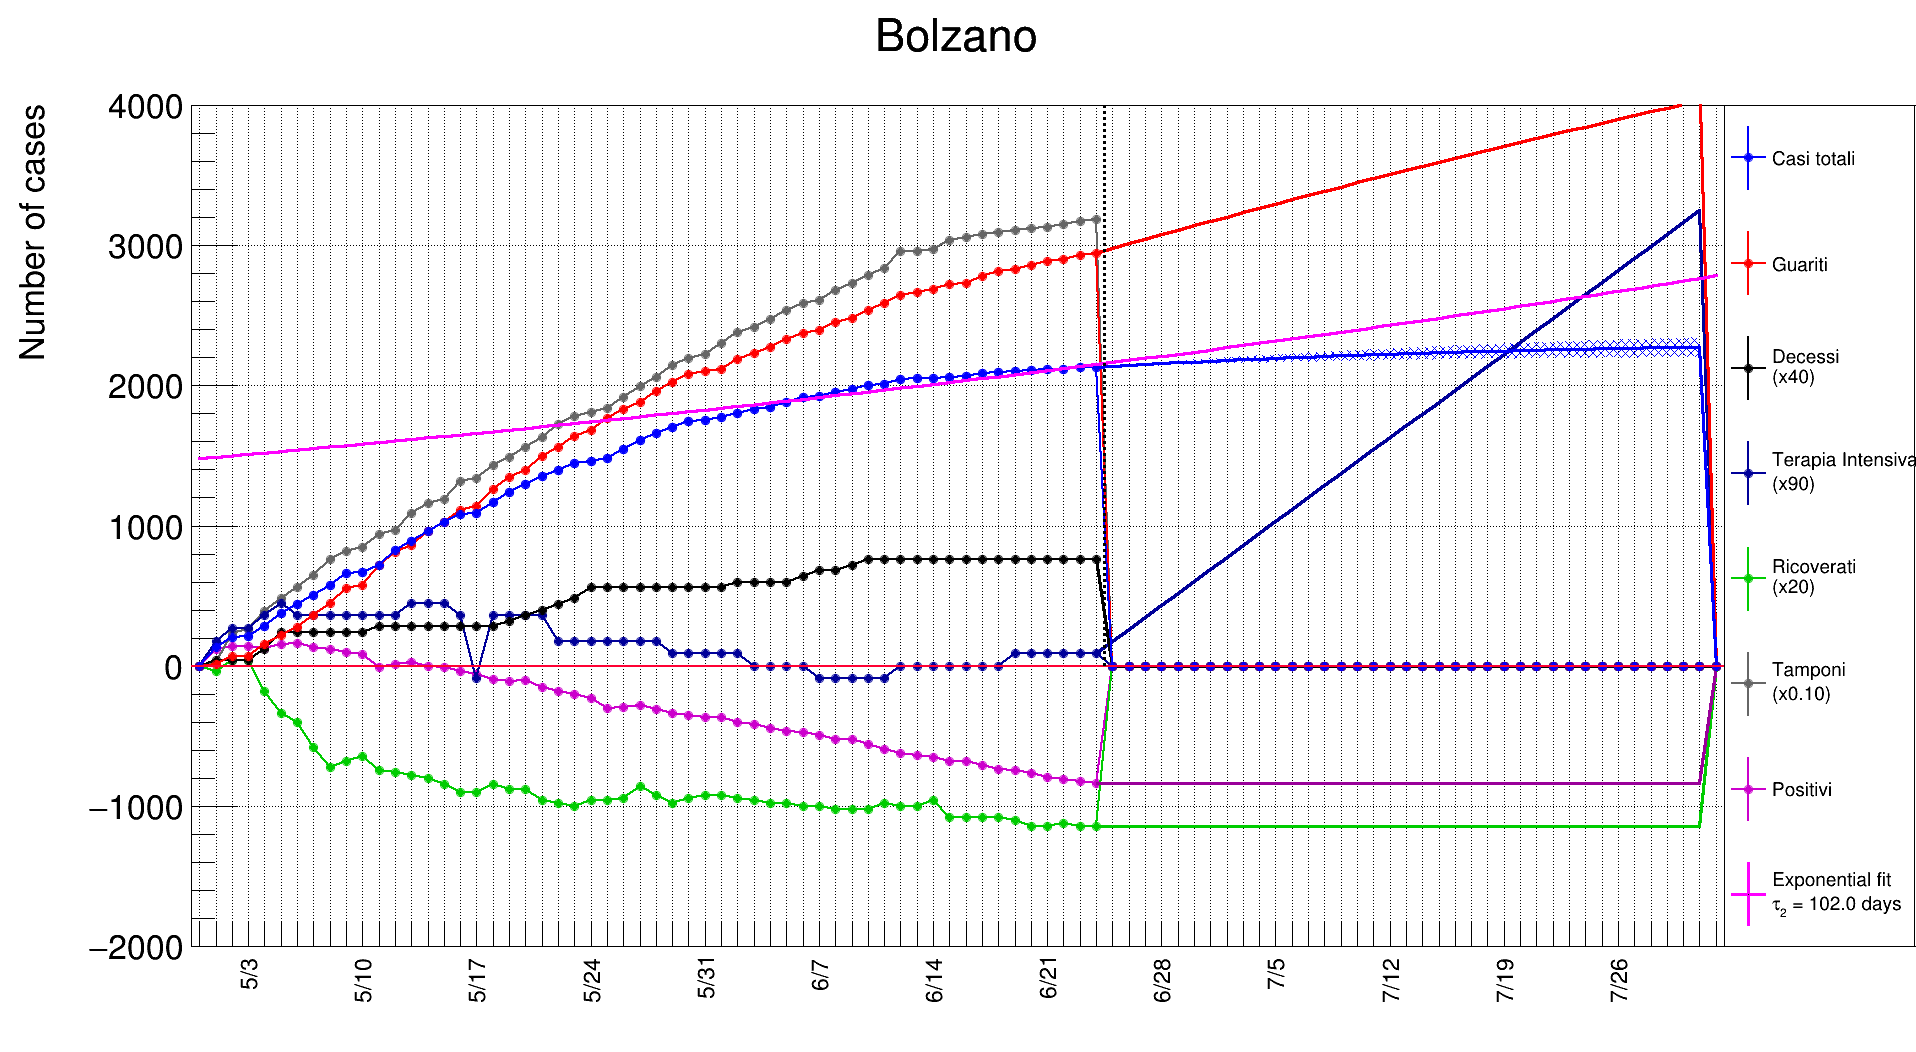 Bolzano
Number of cases
4000
3000
2000
1000
0
−1000
−2000
5/3
5/10
5/17
5/24
5/31
6/7
6/14
6/21
6/28
7/5
7/12
7/19
7/26
Casi totali
Guariti
Decessi
(x40)
Terapia Intensiva
(x90)
Ricoverati
(x20)
Tamponi
(x0.10)
Positivi
Exponential fit
τ2 = 102.0 days